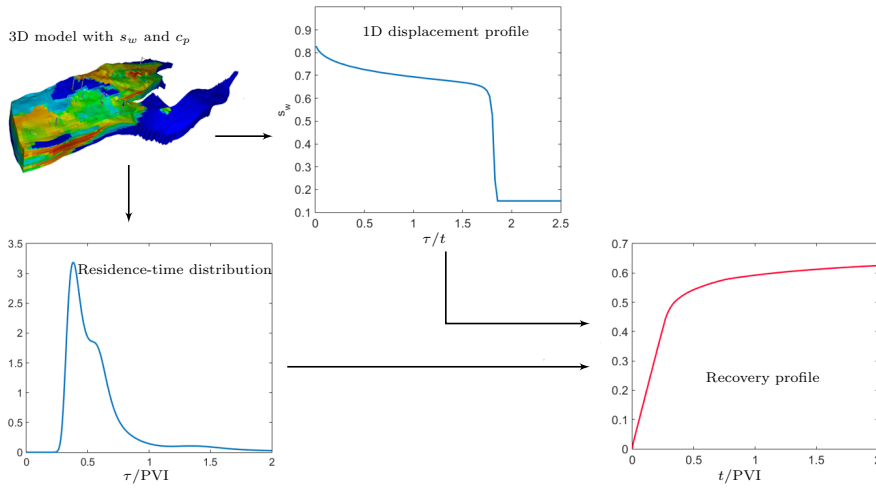 3D model with s_w and c_p
1D displacement profile
0.9
0.8
0.7
0.6
0.5
0.4
0.3
0.2
0.1
s_w
0 0.5 1 1.5 2 2.5
τ/t
Residence-time distribution
3.5
3
2.5
2
1.5
1
0.5
0
0 0.5 1 1.5 2
τ/PVI
Recovery profile
0.7
0.6
0.5
0.4
0.3
0.2
0.1
0
0 0.5 1 1.5 2
t/PVI